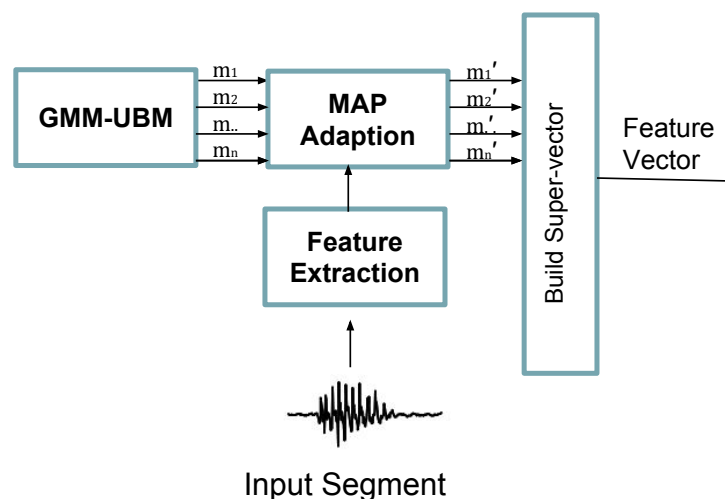 GMM-UBM
m1
m2
m..
mn
MAP
Adaption
m1′
m2′
m..′
mn′
Build Super-vector
Feature
Vector
Feature
Extraction
Input Segment